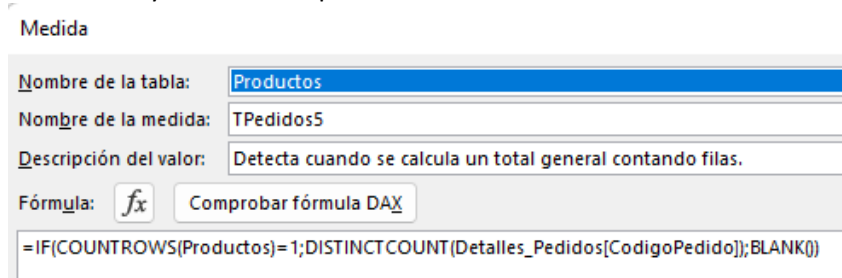 Medida
Nombre de la tabla: Productos
Nombre de la medida: TPedidos5
Descripción del valor: Detecta cuando se calcula un total general contando filas.
Fórmula: fx Comprobar fórmula DAX
=IF(COUNTROWS(Productos)=1;DISTINCTCOUNT(Detalles_Pedidos[CodigoPedido]);BLANK())